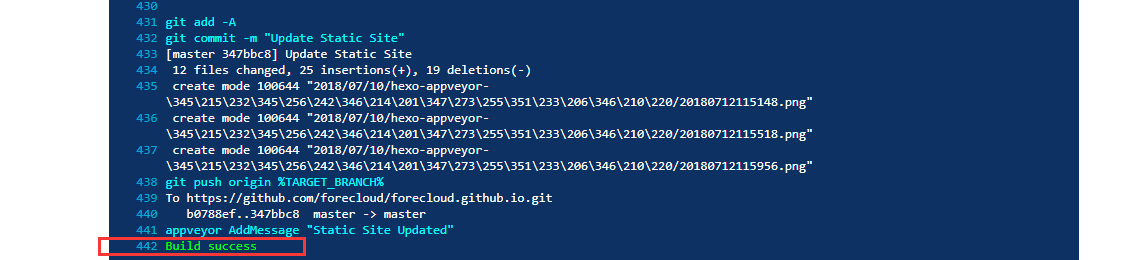 430
431 git add -A
432 git commit -m "Update Static Site"
433 [master 347bbc8] Update Static Site
434  12 files changed, 25 insertions(+), 19 deletions(-)
435  create mode 100644 "2018/07/10/hexo-appveyor-
\345\215\232\345\256\242\346\214\201\347\273\255\351\233\206\346\210\220/20180712115148.png"
436  create mode 100644 "2018/07/10/hexo-appveyor-
\345\215\232\345\256\242\346\214\201\347\273\255\351\233\206\346\210\220/20180712115518.png"
437  create mode 100644 "2018/07/10/hexo-appveyor-
\345\215\232\345\256\242\346\214\201\347\273\255\351\233\206\346\210\220/20180712115956.png"
438 git push origin %TARGET_BRANCH%
439 To https://github.com/forecloud/forecloud.github.io.git
440    b0788ef..347bbc8  master -> master
441 appveyor AddMessage "Static Site Updated"
442 Build success